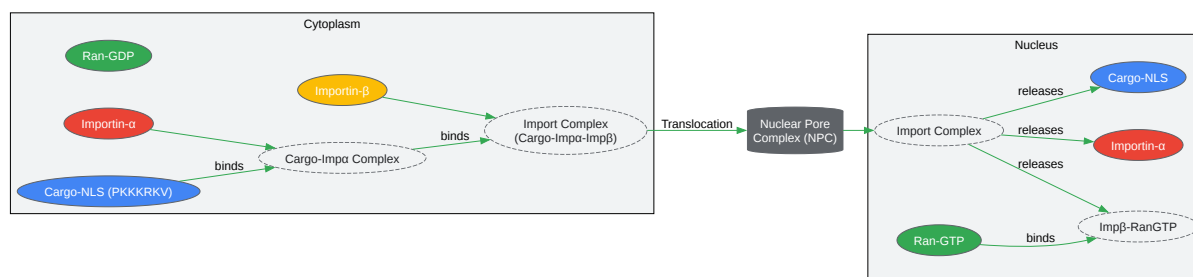 Cytoplasm
Ran-GDP
Importin-β
Importin-α
Import Complex
(Cargo-Impα-Impβ)
binds
Cargo-Impα Complex
binds
Cargo-NLS (PKKKRKV)
Translocation
Nuclear Pore
Complex (NPC)
Nucleus
Cargo-NLS
releases
Import Complex
releases
Importin-α
releases
Impβ-RanGTP
Ran-GTP
binds